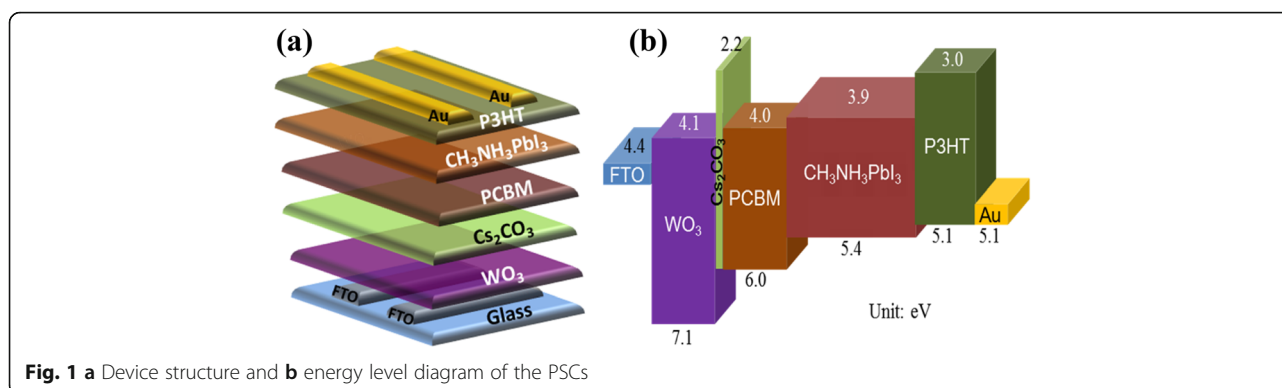 (a)
Au
Au
P3HT
CH₃NH₃PbI₃
PCBM
Cs₂CO₃
WO₃
FTO
FTO
Glass
(b)
2.2
3.0
3.9
4.1
4.0
4.4
Cs₂CO₃
P3HT
FTO
CH₃NH₃PbI₃
PCBM
WO₃
Au
5.1
5.1
5.4
6.0
Unit: eV
7.1
Fig. 1 a Device structure and b energy level diagram of the PSCs